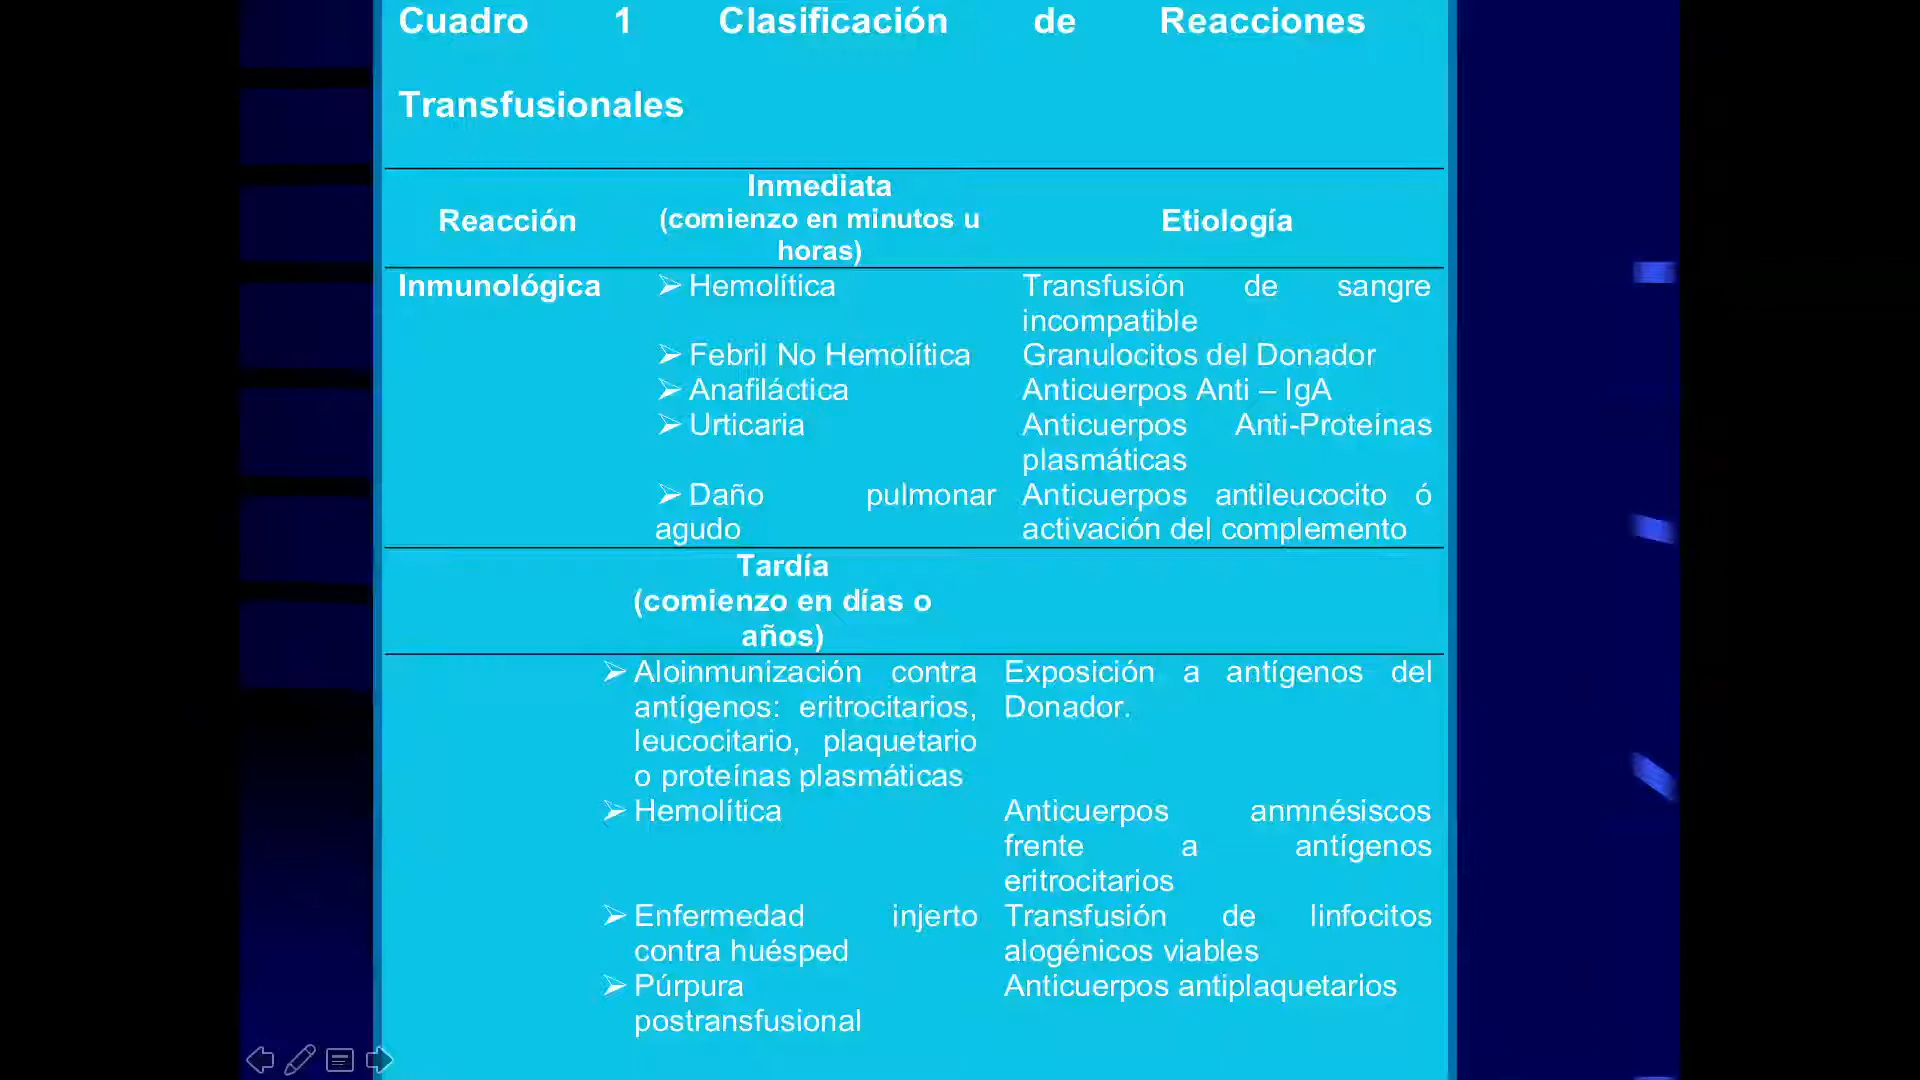 Cuadro 1 Clasificación de Reacciones
Transfusionales
Reacción
Inmediata
(comienzo en minutos u
horas)
Etiología
Inmunológica
➢ Hemolítica
Transfusión de sangre
incompatible
➢ Febril No Hemolítica
Granulocitos del Donador
➢ Anafiláctica
Anticuerpos Anti – IgA
➢ Urticaria
Anticuerpos Anti-Proteínas
plasmáticas
➢ Daño pulmonar
agudo
Anticuerpos antileucocito ó
activación del complemento
Tardía
(comienzo en días o
años)
➢ Aloinmunización contra
antígenos: eritrocitarios,
leucocitario, plaquetario
o proteínas plasmáticas
Exposición a antígenos del
Donador.
➢ Hemolítica
Anticuerpos anmnésiscos
frente a antígenos
eritrocitarios
➢ Enfermedad injerto
contra huésped
Transfusión de linfocitos
alogénicos viables
➢ Púrpura
postransfusional
Anticuerpos antiplaquetarios